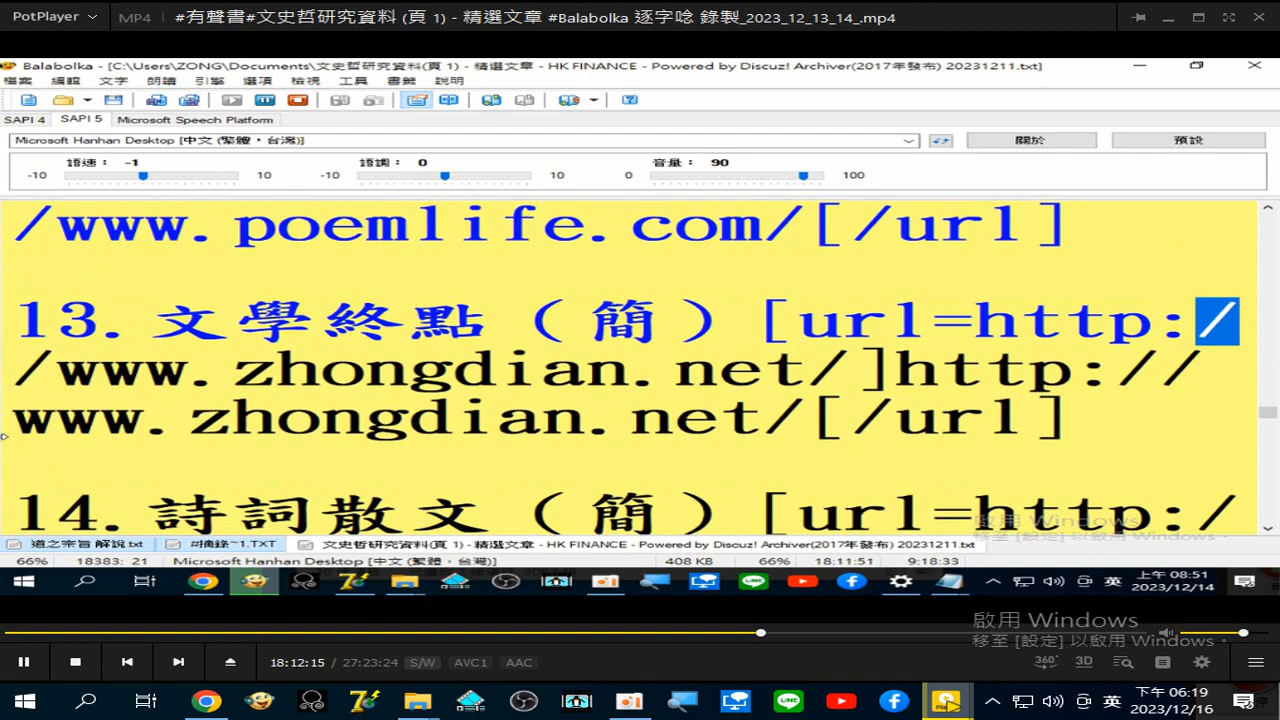 PotPlayer MP4 #有聲書#文史哲研究資料 (頁 1) - 精選文章 #Balabolka 逐字唸 錄製_2023_12_13_14_.mp4
Balabolka - [C:\Users\ZONG\Documents\文史哲研究資料(頁 1) - 精選文章 - HK FINANCE - Powered by Discuz! Archiver(2017年發布) 20231211.txt]
檔案 編輯 文字 朗讀 引擎 選項 檢視 工具 書籤 說明
SAPI 4 SAPI 5 Microsoft Speech Platform
Microsoft Hanhan Desktop [中文 (繁體，台灣)] 關於 預設
語速： -1 語調： 0 音量： 90
-10 10 -10 10 0 100
/www.poemlife.com/[/url]
13.文學終點（簡）[url=http:/
/www.zhongdian.net/]http://
www.zhongdian.net/[/url]
14.詩詞散文（簡）[url=http:/
啟用 Windows
移至 [設定] 以啟用 Windows。
道之宗旨 解說.txt #摘錄~1.TXT 文史哲研究資料(頁 1) - 精選文章 - HK FINANCE - Powered by Discuz! Archiver(2017年發布) 20231211.txt
66% 18383: 21 Microsoft Hanhan Desktop [中文 (繁體，台灣)] 408 KB 66% 18:11:51 9:18:33
英 上午 08:51
2023/12/14
啟用 Windows
移至 [設定] 以啟用 Windows。
18:12:15 / 27:23:24 S/W AVC1 AAC 360° 3D
英 下午 06:19
2023/12/16